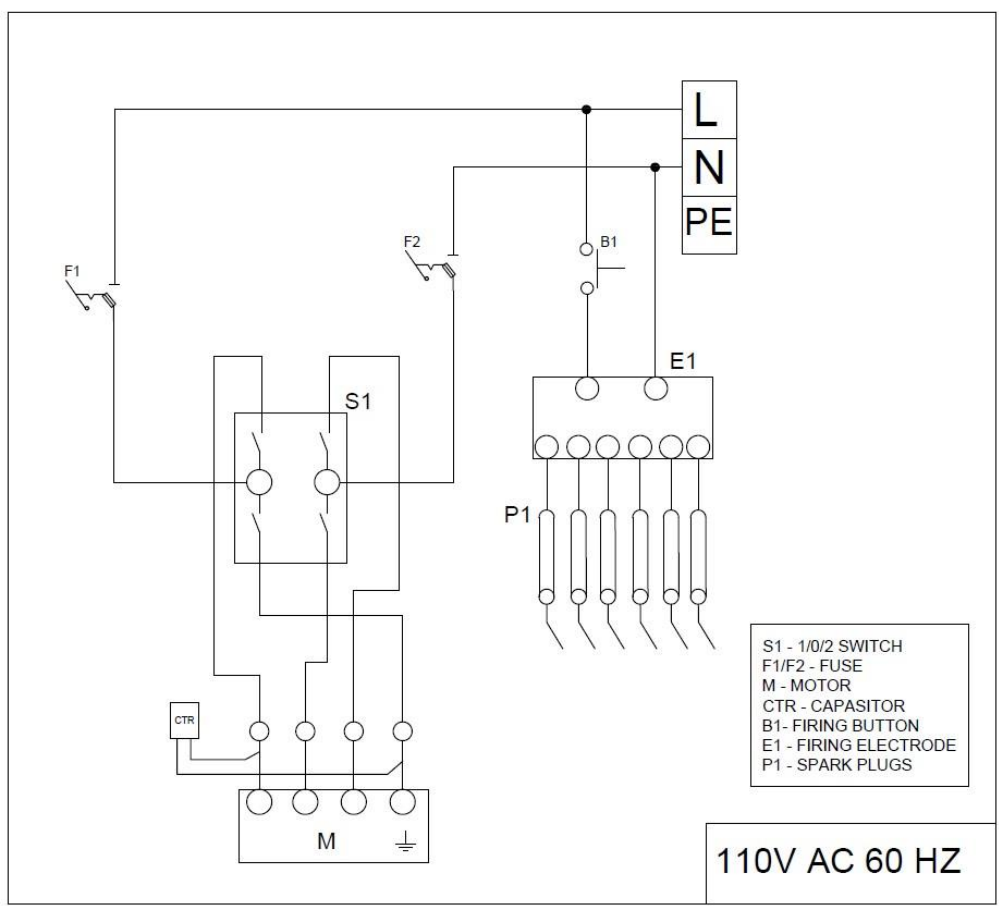 L
N
PE
F2
B1
F1
E1
S1
P1
S1 - 1/0/2 SWITCH
F1/F2 - FUSE
M - MOTOR
CTR - CAPASITOR
B1- FIRING BUTTON
E1 - FIRING ELECTRODE
P1 - SPARK PLUGS
CTR
M
110V AC 60 HZ